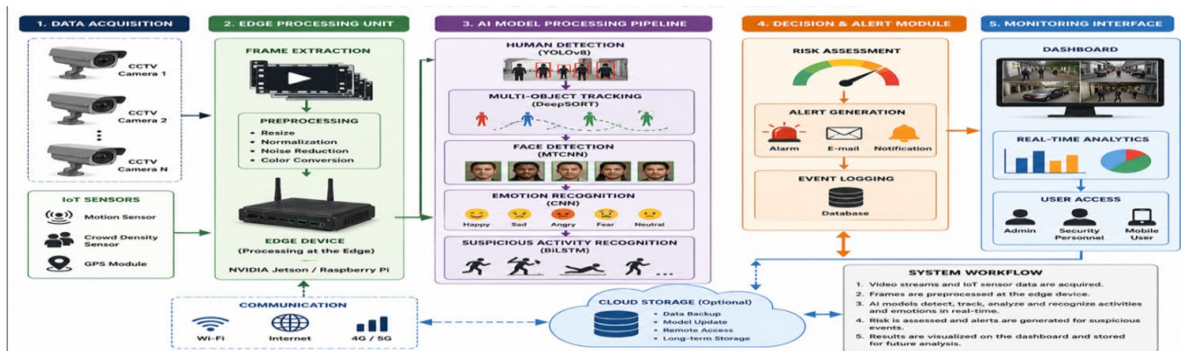 1. DATA ACQUISITION
CCTV
Camera 1
CCTV
Camera 2
CCTV
Camera N
IoT SENSORS
Motion Sensor
Crowd Density
Sensor
GPS Module
2. EDGE PROCESSING UNIT
FRAME EXTRACTION
PREPROCESSING
• Resize
• Normalization
• Noise Reduction
• Color Conversion
EDGE DEVICE
(Processing at the Edge)
NVIDIA Jetson / Raspberry Pi
COMMUNICATION
Wi-Fi
Internet
4G / 5G
3. AI MODEL PROCESSING PIPELINE
HUMAN DETECTION
(YOLOv8)
MULTI-OBJECT TRACKING
(DeepSORT)
FACE DETECTION
(MTCNN)
EMOTION RECOGNITION
(CNN)
Happy
Sad
Angry
Fear
Neutral
SUSPICIOUS ACTIVITY RECOGNITION
(BiLSTM)
CLOUD STORAGE (Optional)
• Data Backup
• Model Update
• Remote Access
• Long-term Storage
4. DECISION & ALERT MODULE
RISK ASSESSMENT
ALERT GENERATION
Alarm
E-mail
Notification
EVENT LOGGING
Database
5. MONITORING INTERFACE
DASHBOARD
REAL-TIME ANALYTICS
USER ACCESS
Admin
Security
Personnel
Mobile
User
SYSTEM WORKFLOW
1. Video streams and IoT sensor data are acquired.
2. Frames are preprocessed at the edge device.
3. AI models detect, track, analyze and recognize activities
and emotions in real-time.
4. Risk is assessed and alerts are generated for suspicious
events.
5. Results are visualized on the dashboard and stored
for future analysis.